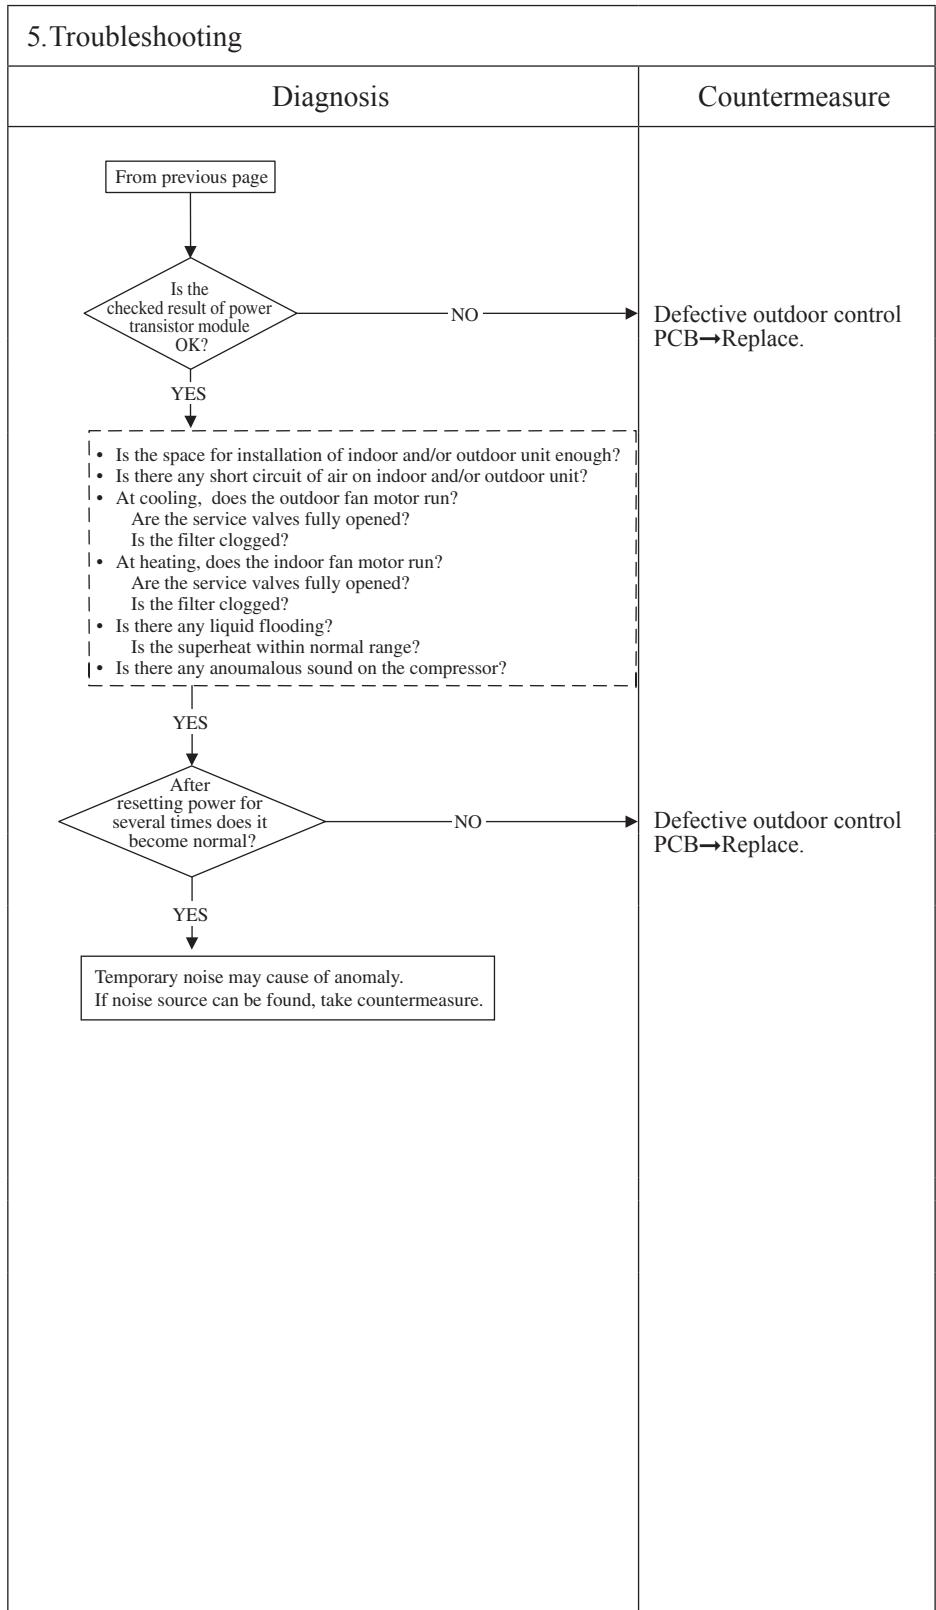 5.Troubleshooting
Diagnosis
Countermeasure
From previous page
Is the
checked result of power
transistor module
OK?
NO
Defective outdoor control
PCB→Replace.
YES
• Is the space for installation of indoor and/or outdoor unit enough?
• Is there any short circuit of air on indoor and/or outdoor unit?
• At cooling, does the outdoor fan motor run?
Are the service valves fully opened?
Is the filter clogged?
• At heating, does the indoor fan motor run?
Are the service valves fully opened?
Is the filter clogged?
• Is there any liquid flooding?
Is the superheat within normal range?
• Is there any anoumalous sound on the compressor?
YES
After
resetting power for
several times does it
become normal?
NO
Defective outdoor control
PCB→Replace.
YES
Temporary noise may cause of anomaly.
If noise source can be found, take countermeasure.